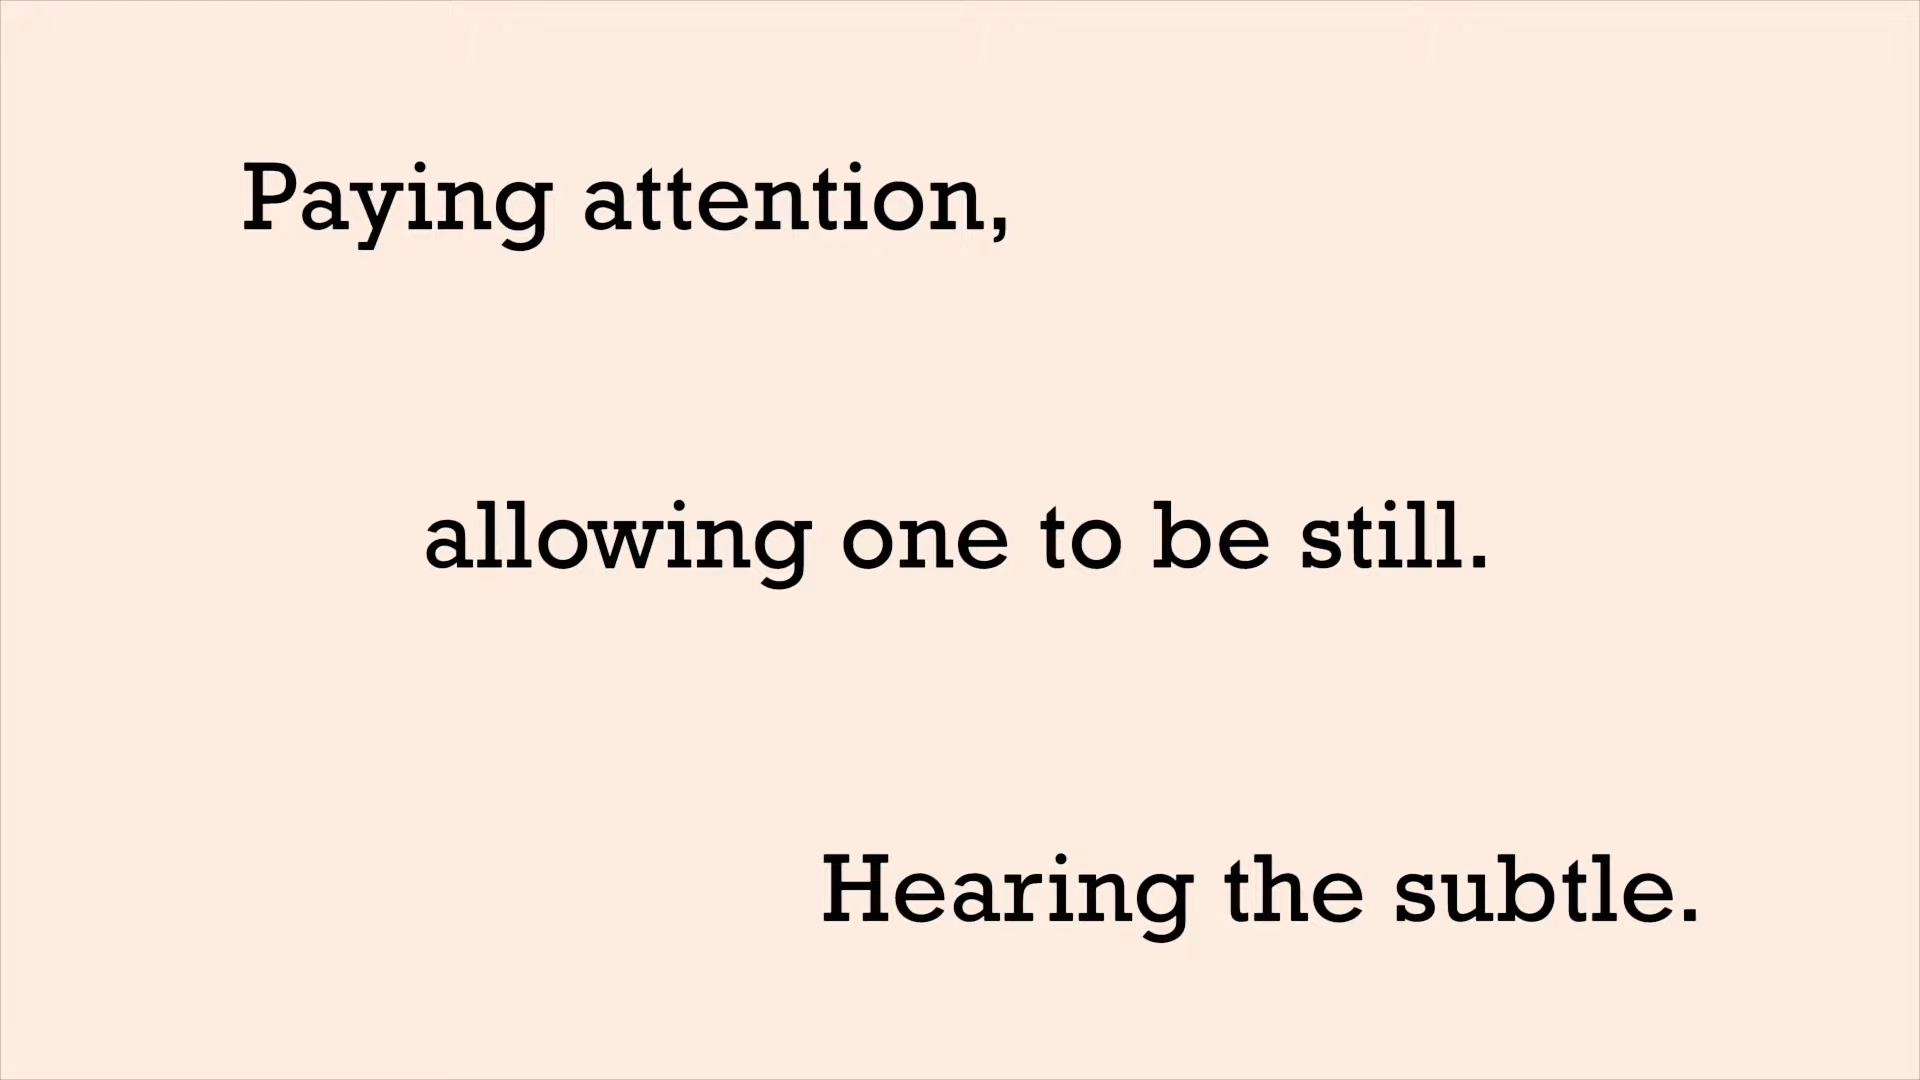 Paying attention,
allowing one to be still.
Hearing the subtle.